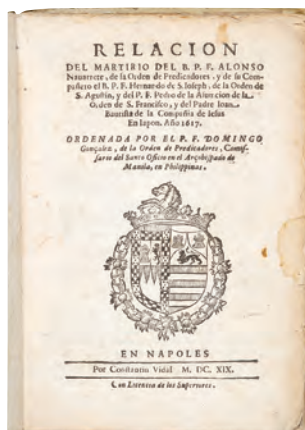 RELACION
DEL MARTIRIO DEL B. P. F. ALONSO
Nauarrete, de la Orden de Predicadores, y de su Com-
pañero el B. P. F. Hernando de S. Ioseph, de la Orden de
S. Agustin, y del P. F. Pedro de la Asuncion de la
Orden de S. Francisco, y del Padre Ioan
Bautista de la Compañia de Iesus
En Iapon. Año 1617.
ORDENADA POR EL P. F. DOMINGO
Gonçalez, de la Orden de Predicadores, Comis-
sario del Santo Oficio en el Arçobispado de
Manila, en Philippinas.
EN NAPOLES
Por Constantio Vidal M. DC. XIX.
Con Licencia de los Superiores.